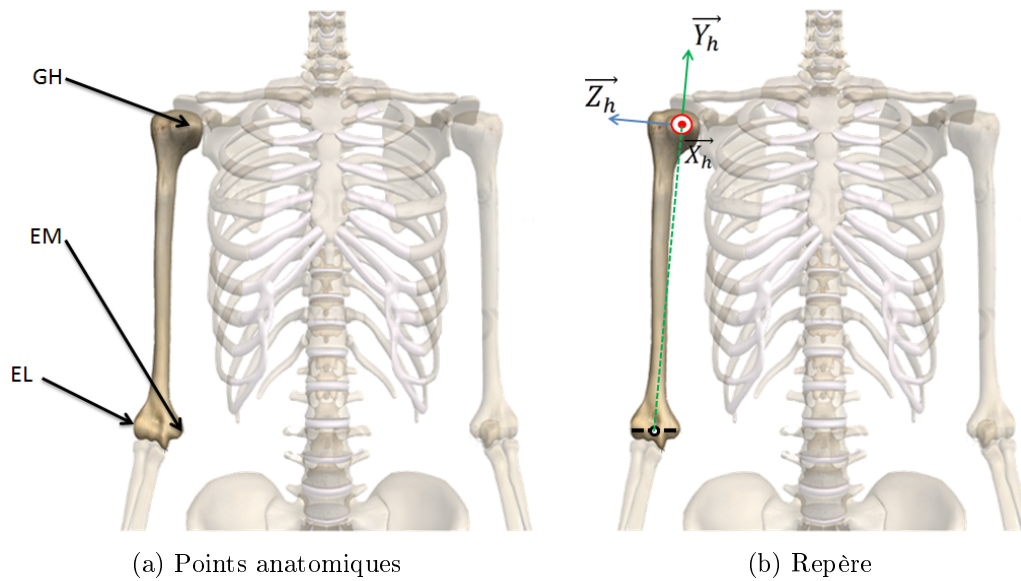 GH
EM
EL
(a) Points anatomiques
Y_h
Z_h
X_h
(b) Repère